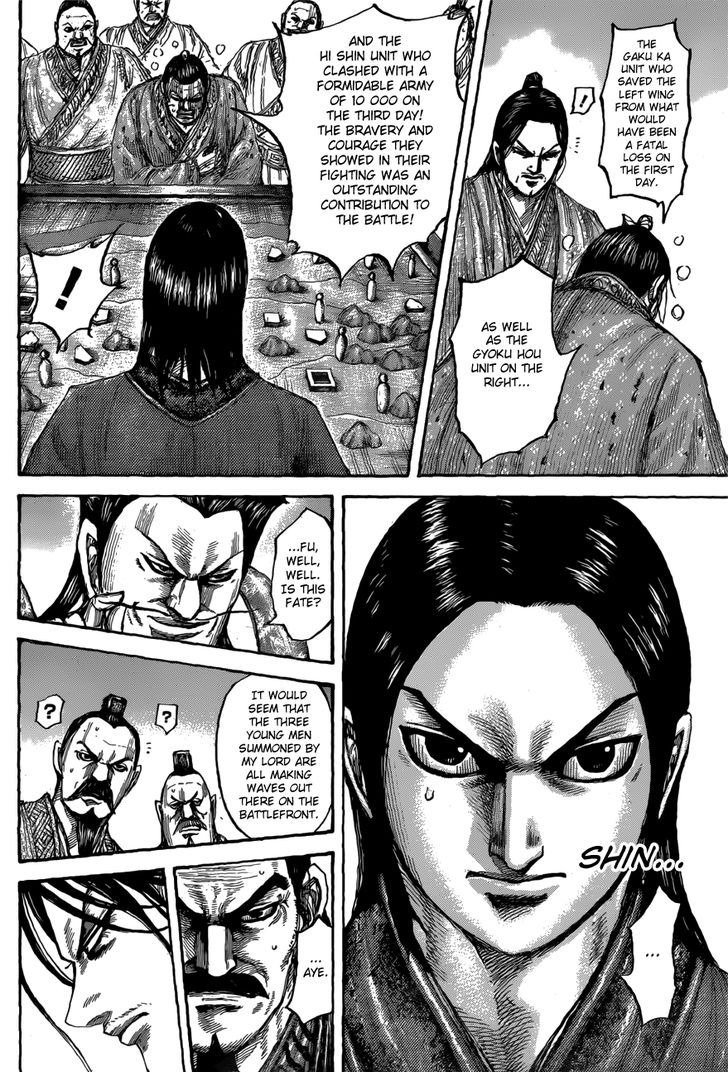 THE
GAKU KA
UNIT WHO
SAVED THE
LEFT WING
FROM WHAT
WOULD
HAVE BEEN
A FATAL
LOSS ON
THE FIRST
DAY.
!
AS WELL
AS THE
GYOKU HOU
UNIT ON
THE
RIGHT...
AND THE
HI SHIN UNIT WHO
CLASHED WITH A
FORMIDABLE ARMY
OF 10 000 ON
THE THIRD DAY!
THE BRAVERY AND
COURAGE THEY
SHOWED IN THEIR
FIGHTING WAS AN
OUTSTANDING
CONTRIBUTION
TO THE BATTLE!
!
SHIN...
...
...FU,
WELL,
WELL.
IS THIS
FATE?
?
?
IT WOULD
SEEM THAT
THE THREE
YOUNG MEN
SUMMONED BY
MY LORD ARE
ALL MAKING
WAVES OUT
THERE ON THE
BATTLEFRONT.
...
AYE.